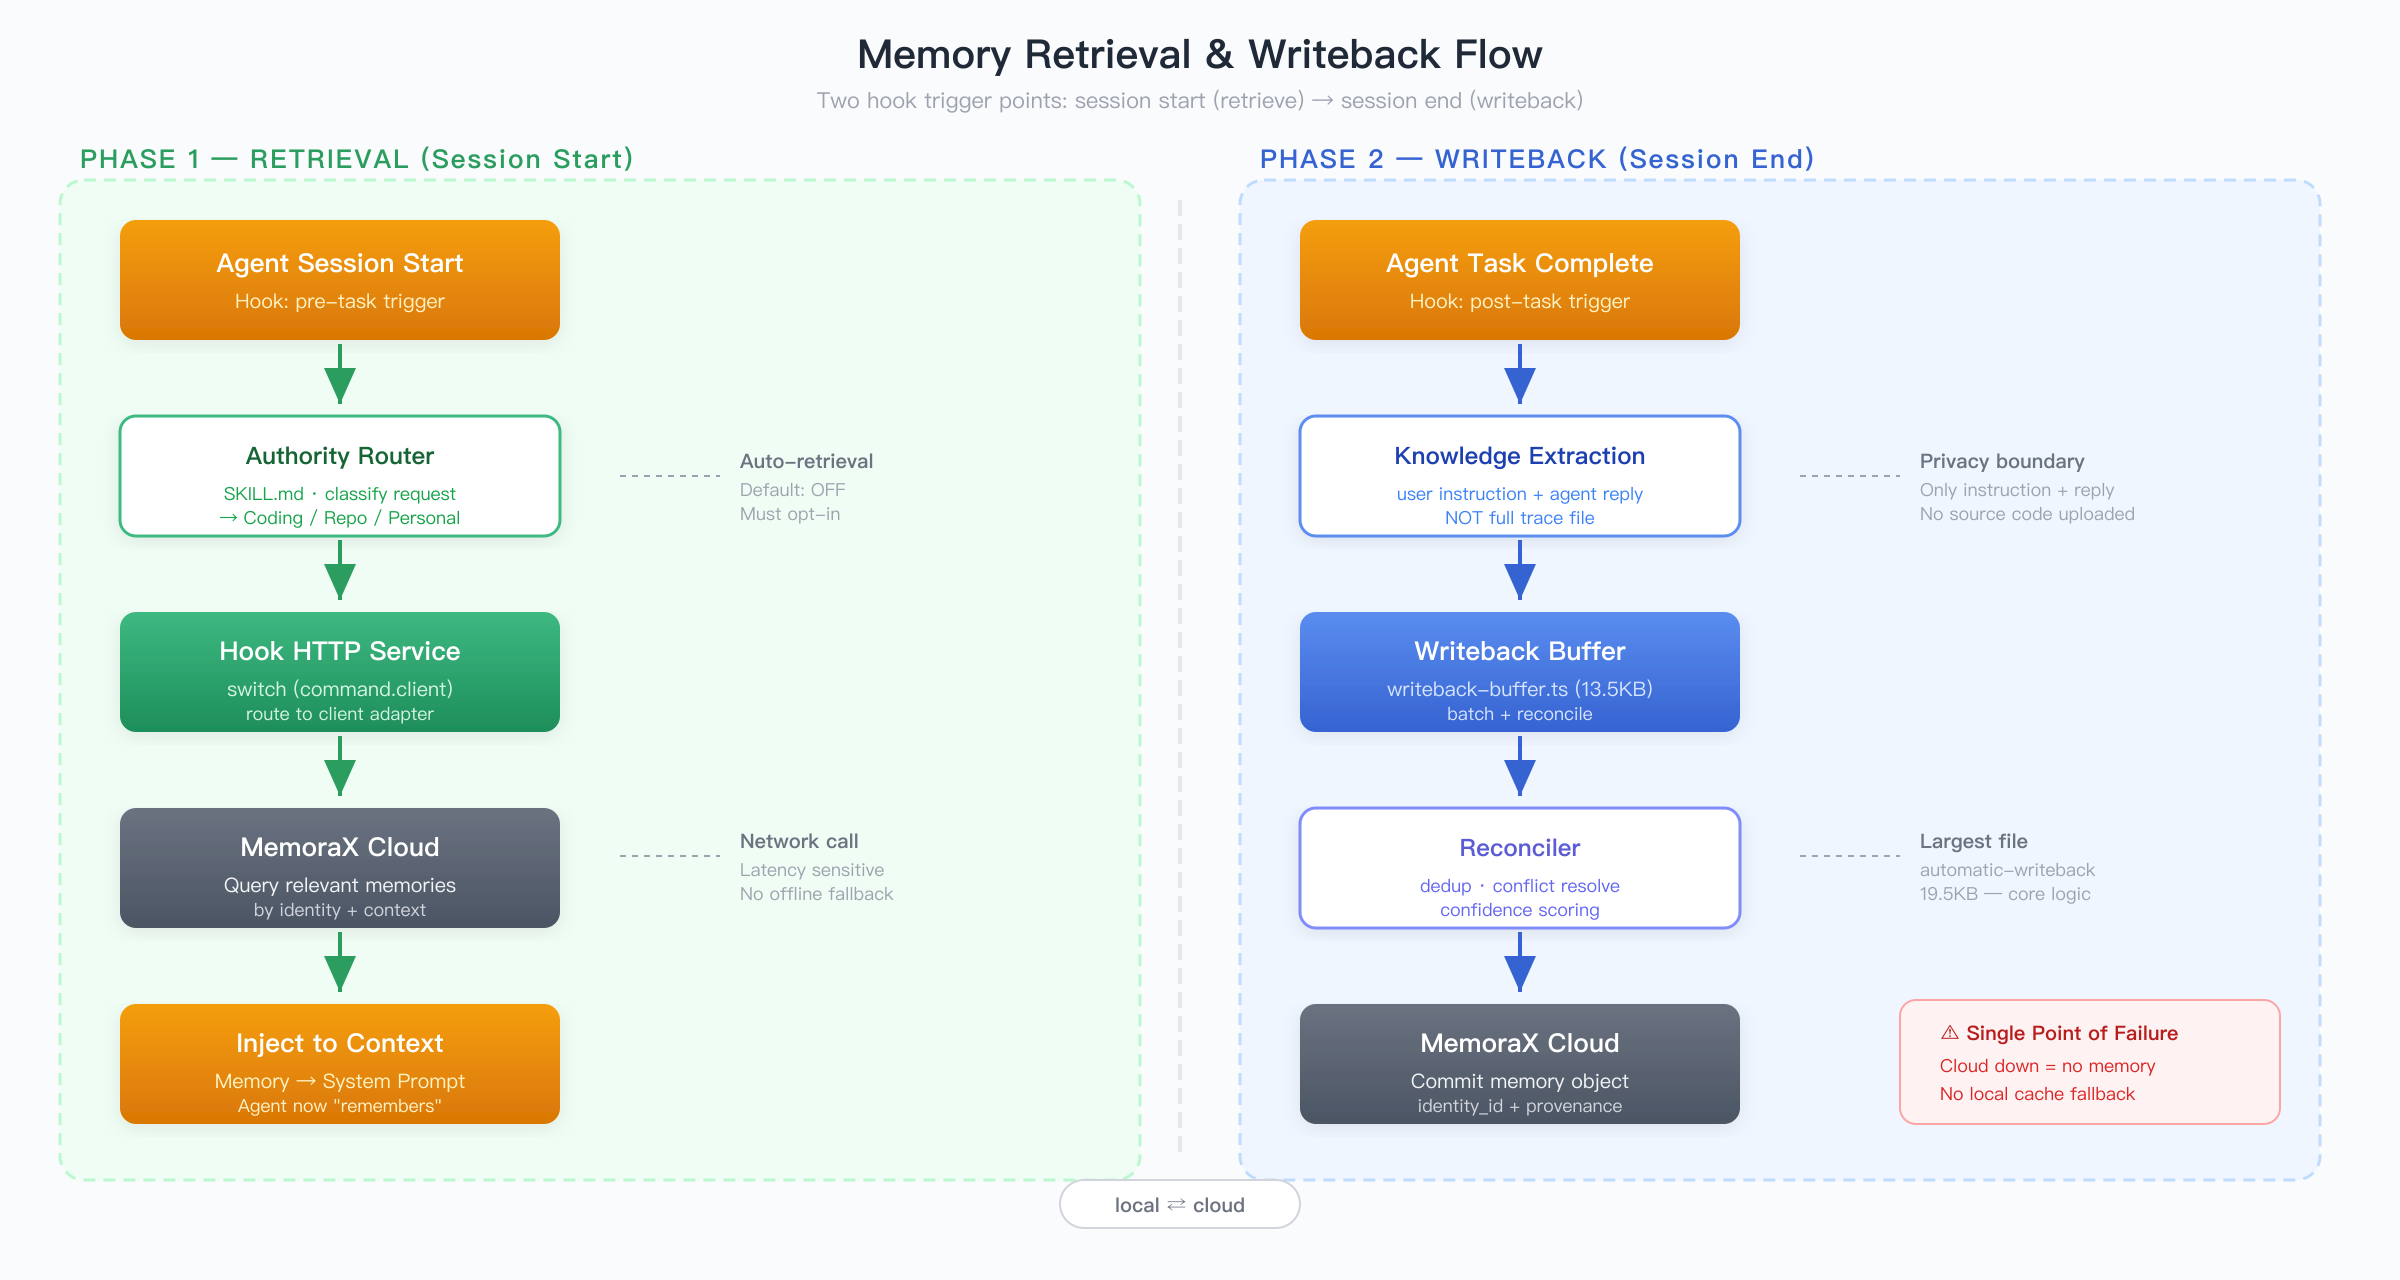 Memory Retrieval & Writeback Flow
Two hook trigger points: session start (retrieve) → session end (writeback)
PHASE 1 — RETRIEVAL (Session Start)
Agent Session Start
Hook: pre-task trigger
Authority Router
SKILL.md · classify request
→ Coding / Repo / Personal
Auto-retrieval
Default: OFF
Must opt-in
Hook HTTP Service
switch (command.client)
route to client adapter
MemoraX Cloud
Query relevant memories
by identity + context
Network call
Latency sensitive
No offline fallback
Inject to Context
Memory → System Prompt
Agent now "remembers"
PHASE 2 — WRITEBACK (Session End)
Agent Task Complete
Hook: post-task trigger
Knowledge Extraction
user instruction + agent reply
NOT full trace file
Privacy boundary
Only instruction + reply
No source code uploaded
Writeback Buffer
writeback-buffer.ts (13.5KB)
batch + reconcile
Reconciler
dedup · conflict resolve
confidence scoring
Largest file
automatic-writeback
19.5KB — core logic
MemoraX Cloud
Commit memory object
identity_id + provenance
⚠ Single Point of Failure
Cloud down = no memory
No local cache fallback
local ⇄ cloud